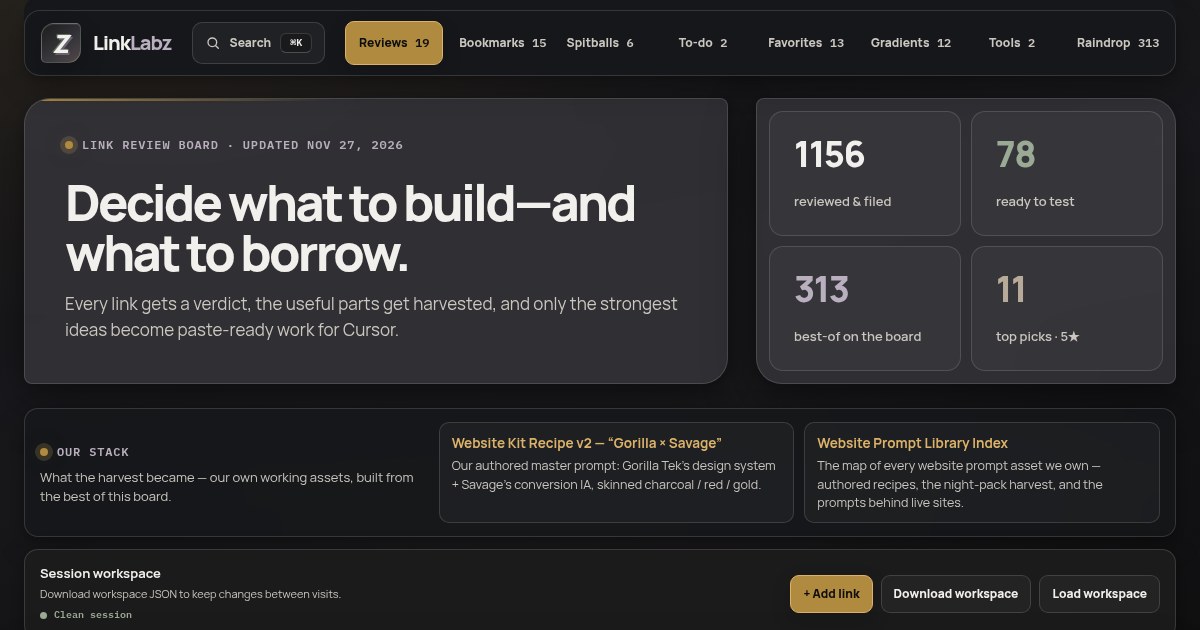 Z LinkLabz
Search ⌘K
Reviews 19
Bookmarks 15
Spitballs 6
To-do 2
Favorites 13
Gradients 12
Tools 2
Raindrop 313
LINK REVIEW BOARD · UPDATED NOV 27, 2026
Decide what to build—and
what to borrow.
Every link gets a verdict, the useful parts get harvested, and only the strongest
ideas become paste-ready work for Cursor.
1156
reviewed & filed
78
ready to test
313
best-of on the board
11
top picks · 5★
OUR STACK
What the harvest became — our own working assets, built from
the best of this board.
Website Kit Recipe v2 — “Gorilla × Savage”
Our authored master prompt: Gorilla Tek’s design system
+ Savage’s conversion IA, skinned charcoal / red / gold.
Website Prompt Library Index
The map of every website prompt asset we own —
authored recipes, the night-pack harvest, and the
prompts behind live sites.
Session workspace
Download workspace JSON to keep changes between visits.
Clean session
+ Add link
Download workspace
Load workspace